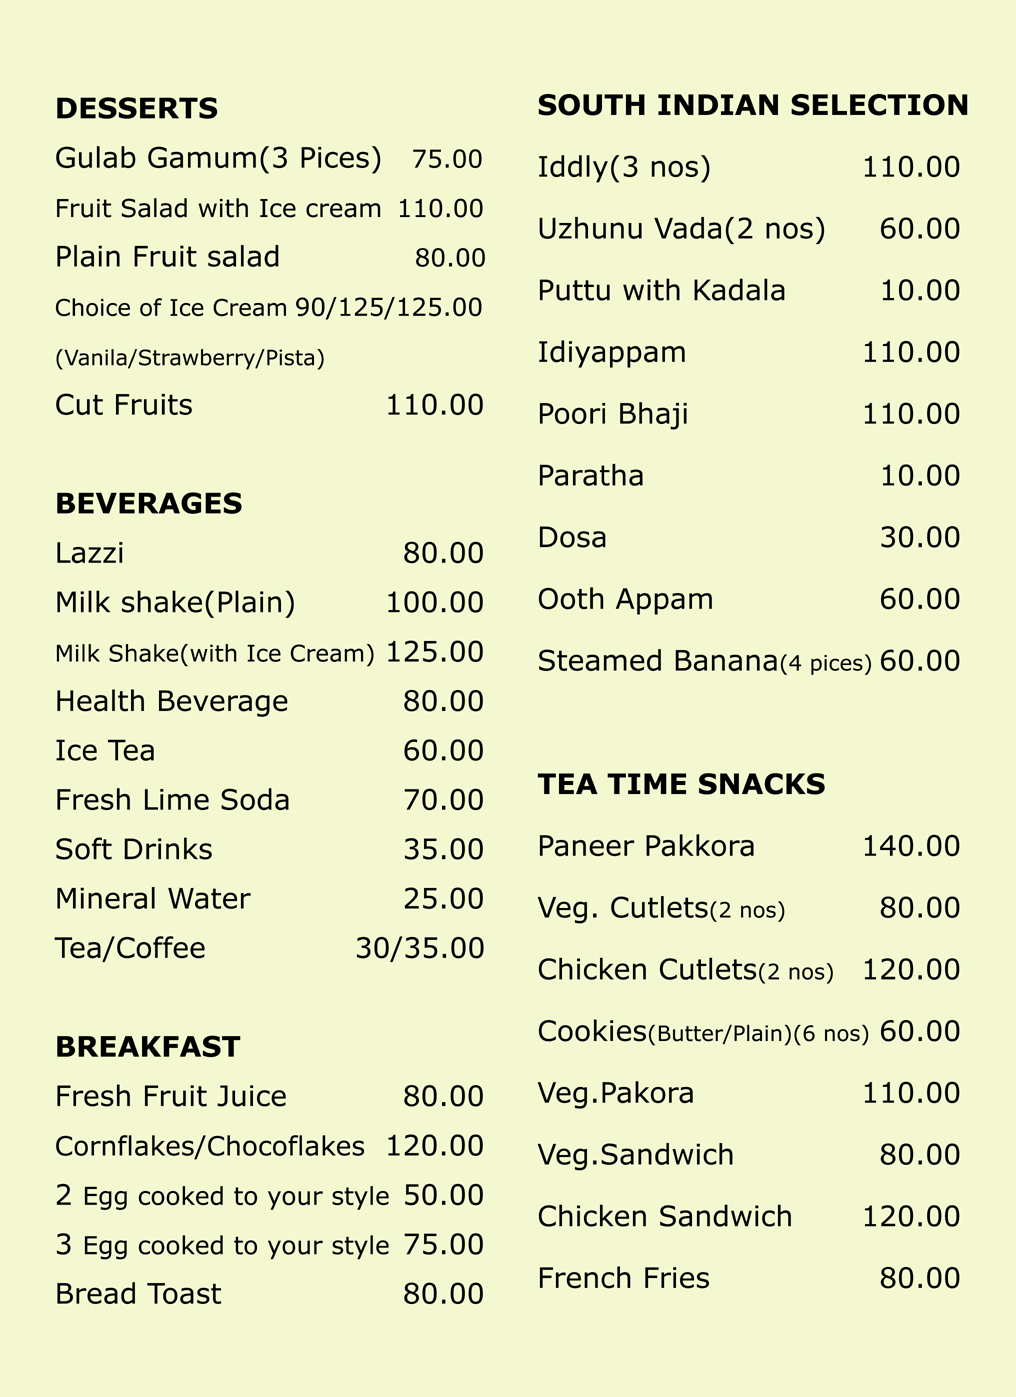 DESSERTS
Gulab Gamum(3 Pices) 75.00
Fruit Salad with Ice cream 110.00
Plain Fruit salad 80.00
Choice of Ice Cream 90/125/125.00
(Vanila/Strawberry/Pista)
Cut Fruits 110.00
BEVERAGES
Lazzi 80.00
Milk shake(Plain) 100.00
Milk Shake(with Ice Cream) 125.00
Health Beverage 80.00
Ice Tea 60.00
Fresh Lime Soda 70.00
Soft Drinks 35.00
Mineral Water 25.00
Tea/Coffee 30/35.00
BREAKFAST
Fresh Fruit Juice 80.00
Cornflakes/Chocoflakes 120.00
2 Egg cooked to your style 50.00
3 Egg cooked to your style 75.00
Bread Toast 80.00
SOUTH INDIAN SELECTION
Iddly(3 nos) 110.00
Uzhunu Vada(2 nos) 60.00
Puttu with Kadala 10.00
Idiyappam 110.00
Poori Bhaji 110.00
Paratha 10.00
Dosa 30.00
Ooth Appam 60.00
Steamed Banana(4 pices) 60.00
TEA TIME SNACKS
Paneer Pakkora 140.00
Veg. Cutlets(2 nos) 80.00
Chicken Cutlets(2 nos) 120.00
Cookies(Butter/Plain)(6 nos) 60.00
Veg.Pakora 110.00
Veg.Sandwich 80.00
Chicken Sandwich 120.00
French Fries 80.00